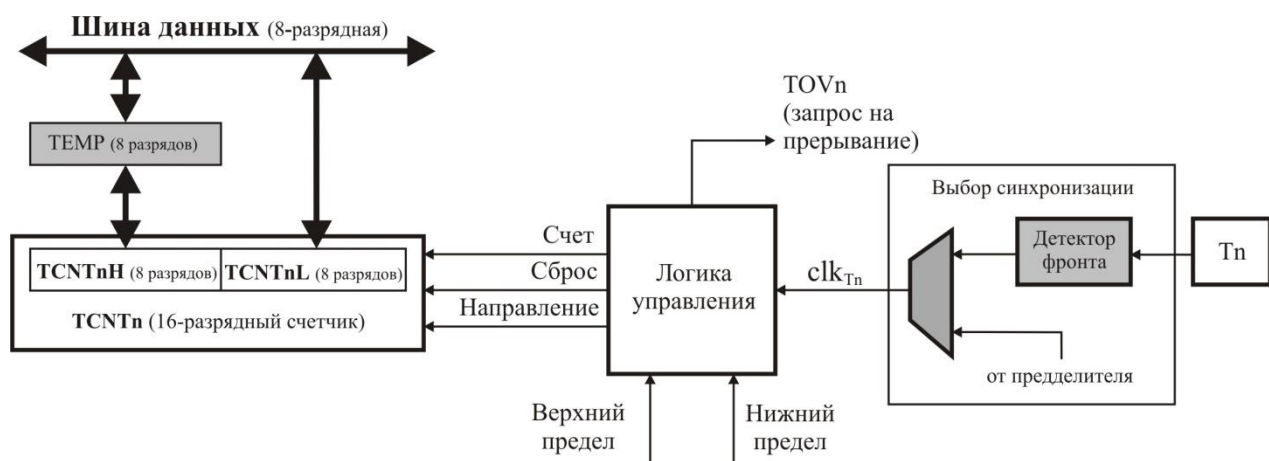 Шина данных (8-разрядная)
TOVn
(запрос на
прерывание)
TEMP (8 разрядов)
Выбор синхронизации
Детектор
фронта
Tn
TCNTnH (8 разрядов)
TCNTnL (8 разрядов)
TCNTn (16-разрядный счетчик)
Счет
Сброс
Направление
Логика
управления
clkTn
от предделителя
Верхний
предел
Нижний
предел